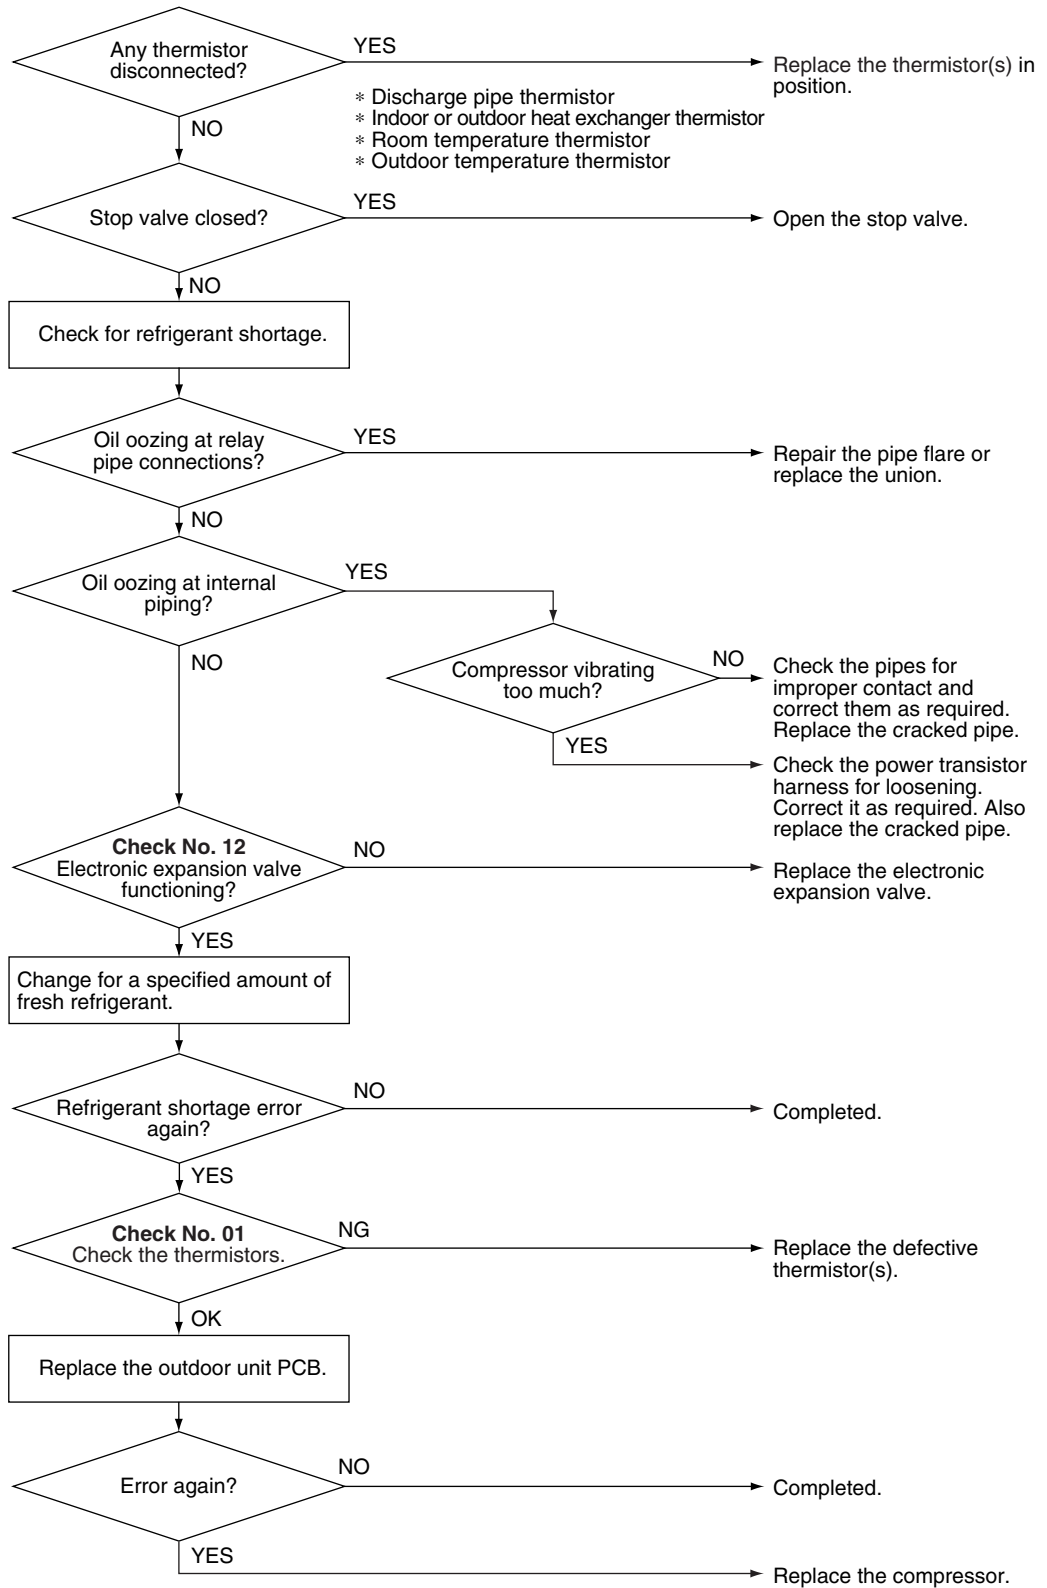 Any thermistor
disconnected?
YES
Replace the thermistor(s) in
position.
∗ Discharge pipe thermistor
∗ Indoor or outdoor heat exchanger thermistor
∗ Room temperature thermistor
∗ Outdoor temperature thermistor
NO
Stop valve closed?
YES
Open the stop valve.
NO
Check for refrigerant shortage.
Oil oozing at relay
pipe connections?
YES
Repair the pipe flare or
replace the union.
NO
Oil oozing at internal
piping?
YES
Compressor vibrating
too much?
NO
Check the pipes for
improper contact and
correct them as required.
Replace the cracked pipe.
YES
Check the power transistor
harness for loosening.
Correct it as required. Also
replace the cracked pipe.
NO
Check No. 12
Electronic expansion valve
functioning?
NO
Replace the electronic
expansion valve.
YES
Change for a specified amount of
fresh refrigerant.
Refrigerant shortage error
again?
NO
Completed.
YES
Check No. 01
Check the thermistors.
NG
Replace the defective
thermistor(s).
OK
Replace the outdoor unit PCB.
Error again?
NO
Completed.
YES
Replace the compressor.